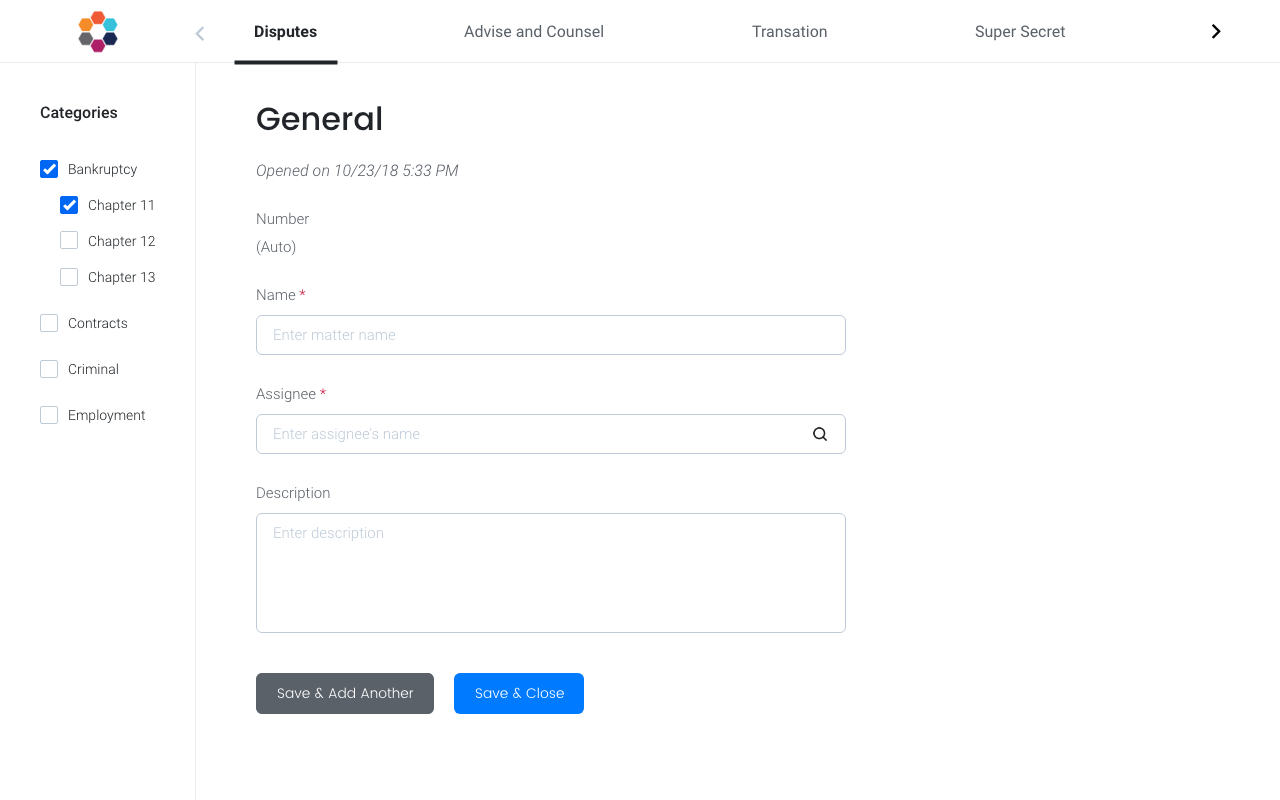 Disputes
Advise and Counsel
Transation
Super Secret
Categories
Bankruptcy
Chapter 11
Chapter 12
Chapter 13
Contracts
Criminal
Employment
General
Opened on 10/23/18 5:33 PM
Number
(Auto)
Name *
Enter matter name
Assignee *
Enter assignee's name
Description
Enter description
Save & Add Another
Save & Close